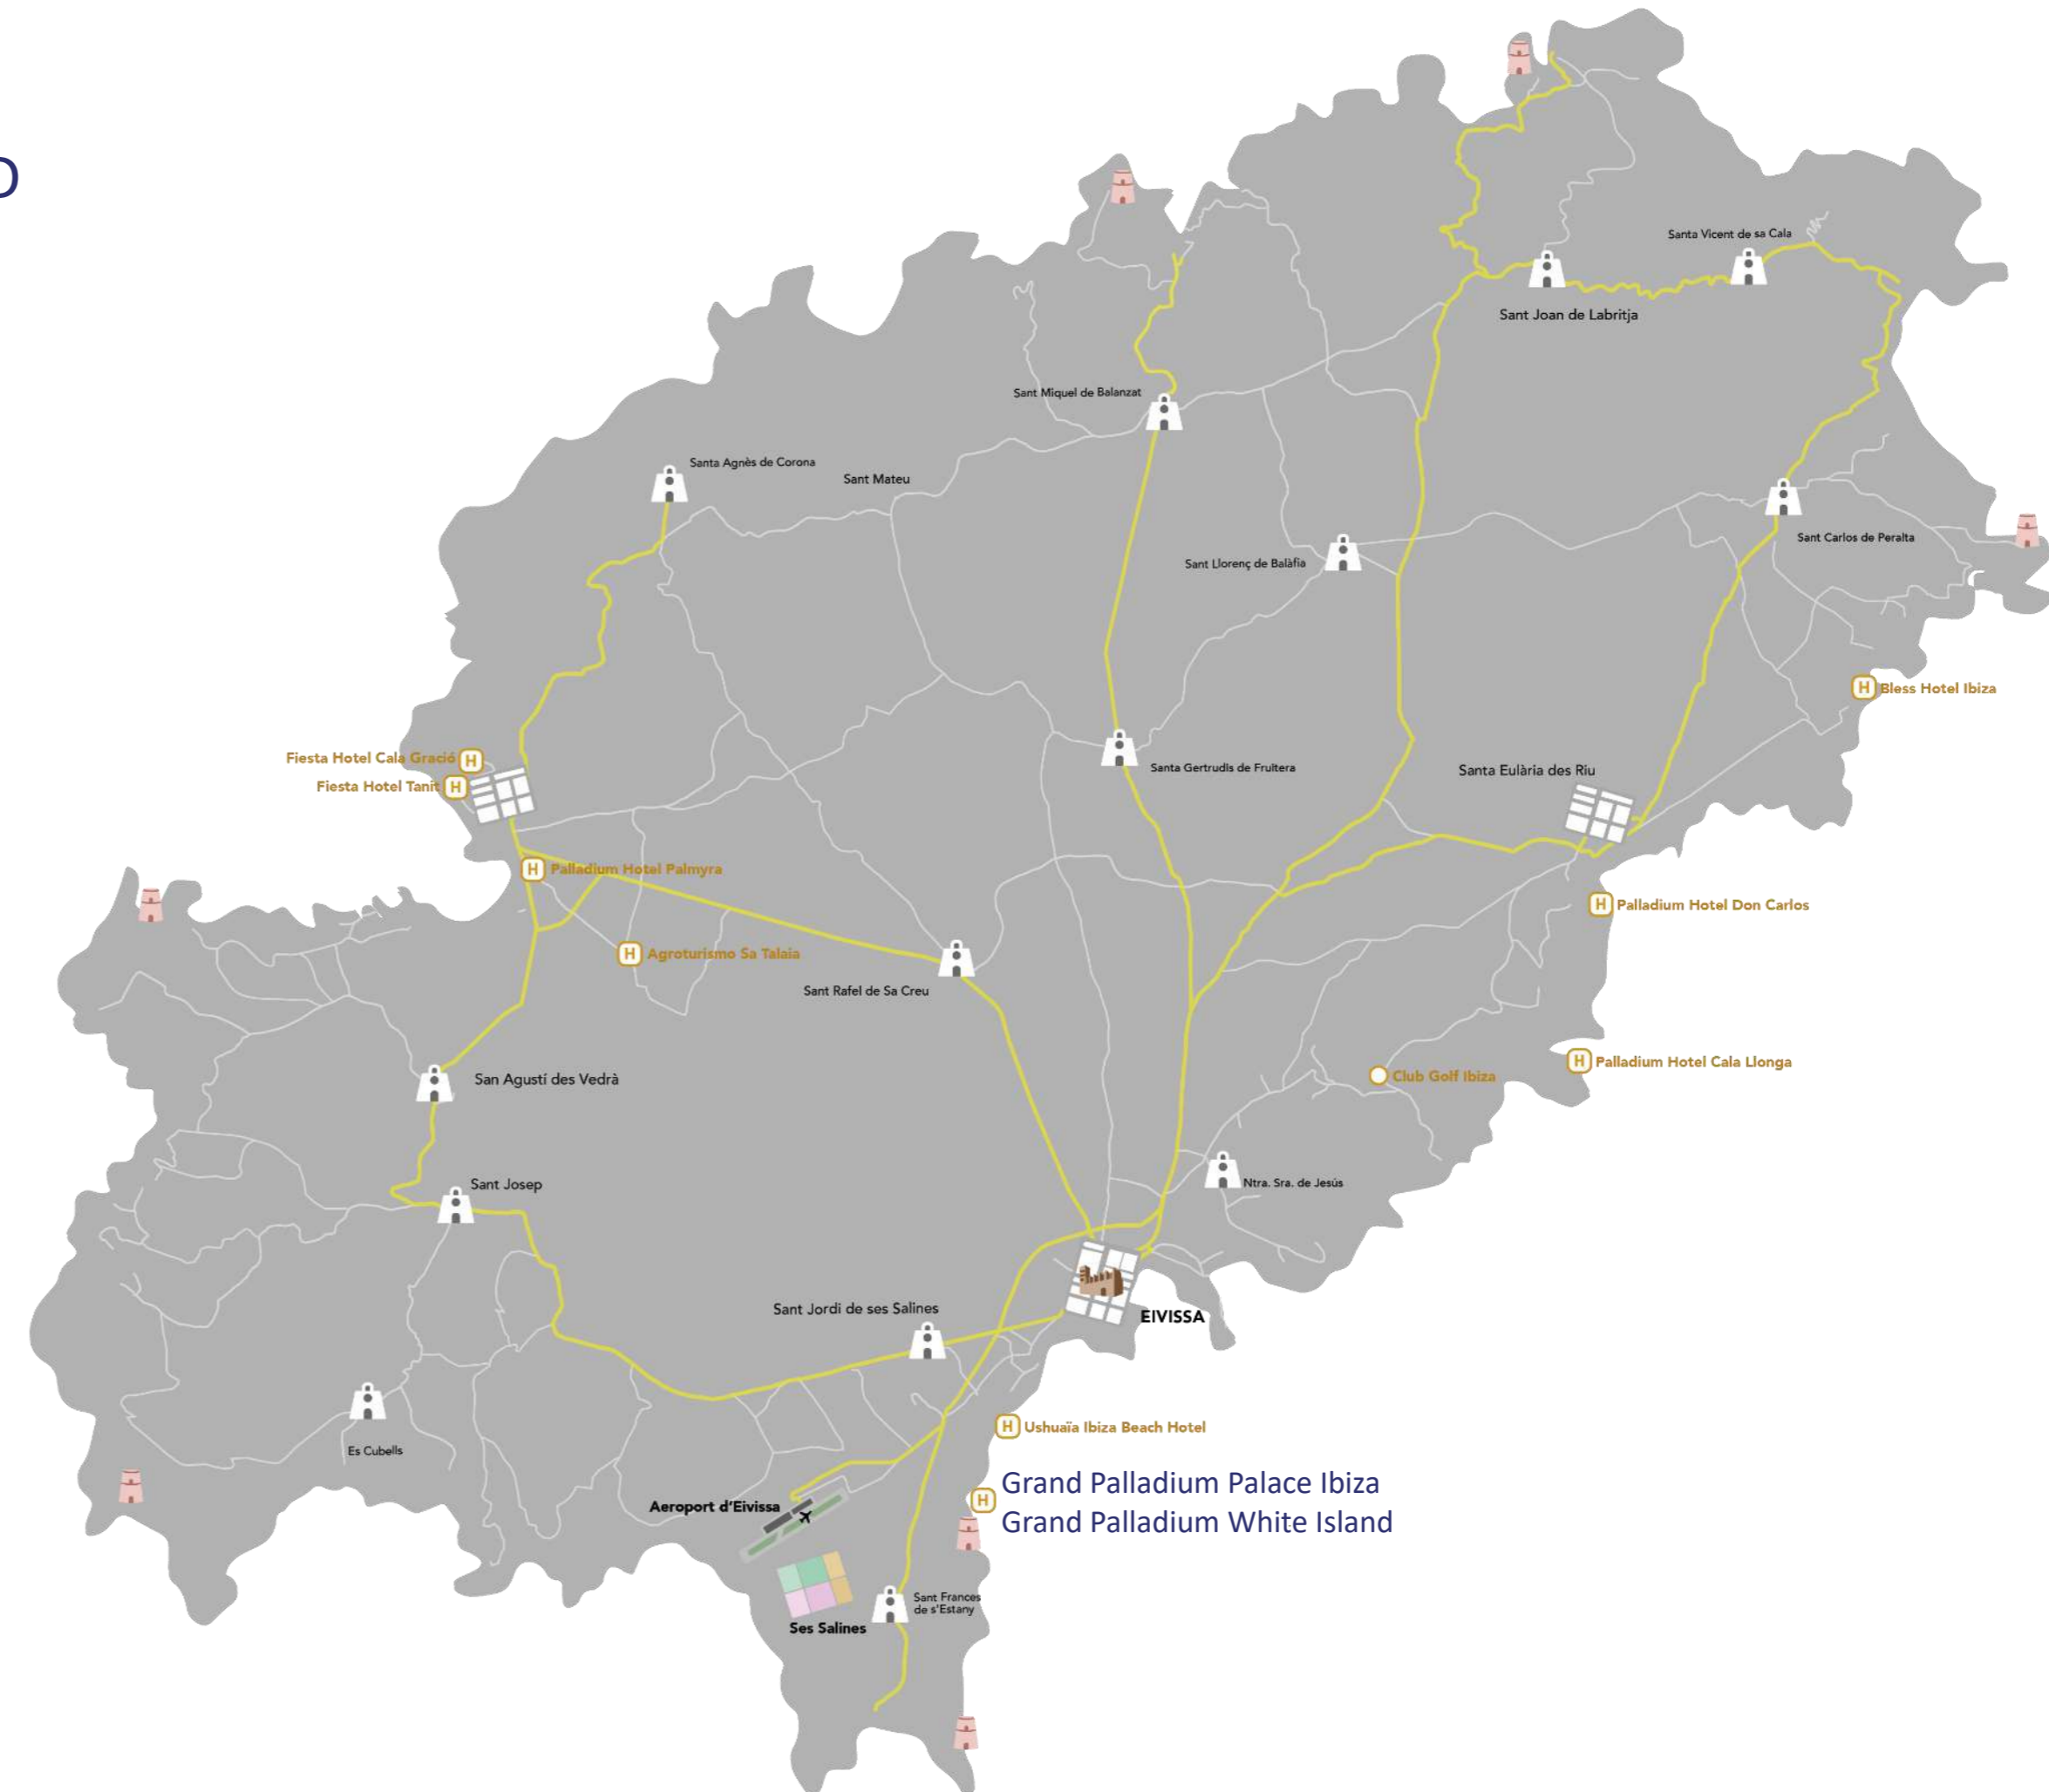 O
Santa Vicent de sa Cala
Sant Joan de Labritja
Sant Miquel de Balanzat
Santa Agnès de Corona
Sant Mateu
Sant Carlos de Peralta
Sant Llorenç de Balàfia
Bless Hotel Ibiza
H
Fiesta Hotel Cala Gració
H
Santa Gertrudis de Fruitera
Santa Eulària des Riu
Fiesta Hotel Tanit
H
H
Palladium Hotel Palmyra
H
Palladium Hotel Don Carlos
H
Agroturismo Sa Talaia
Sant Rafel de Sa Creu
H
Palladium Hotel Cala Llonga
Club Golf Ibiza
San Agustí des Vedrà
Ntra. Sra. de Jesús
Sant Josep
Sant Jordi de ses Salines
EIVISSA
H
Ushuaïa Ibiza Beach Hotel
Es Cubells
Grand Palladium Palace Ibiza
H
Grand Palladium White Island
Aeroport d'Eivissa
Sant Frances
de s'Estany
Ses Salines